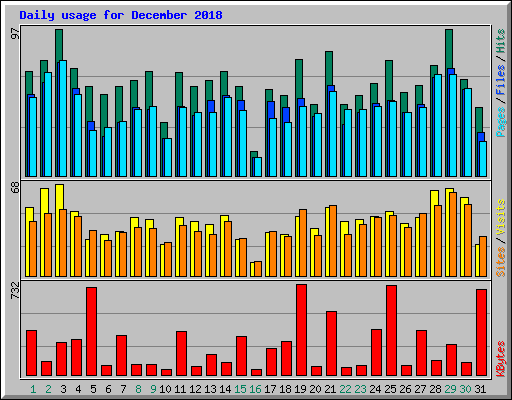 Daily usage for December 2018
97
Pages / Files / Hits
68
Sites / Visits
732
KBytes
1 2 3 4 5 6 7 8 9 10 11 12 13 14 15 16 17 18 19 20 21 22 23 24 25 26 27 28 29 30 31